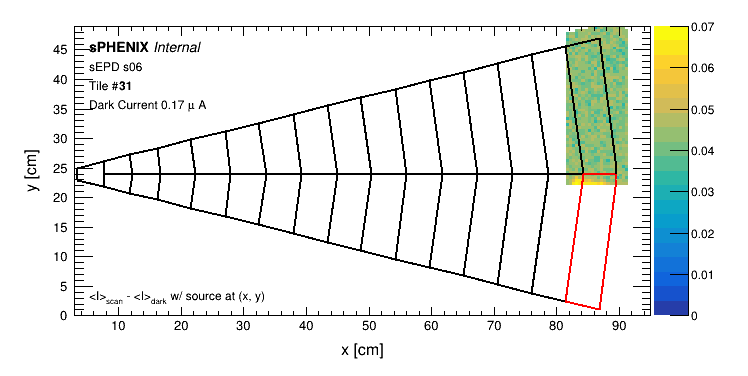 sPHENIX Internal
sEPD s06
Tile #31
Dark Current 0.17 μ A
<I>scan - <I>dark w/ source at (x, y)
y [cm]
45
40
35
30
25
20
15
10
5
0
10 20 30 40 50 60 70 80 90
x [cm]
0.07
0.06
0.05
0.04
0.03
0.02
0.01
0